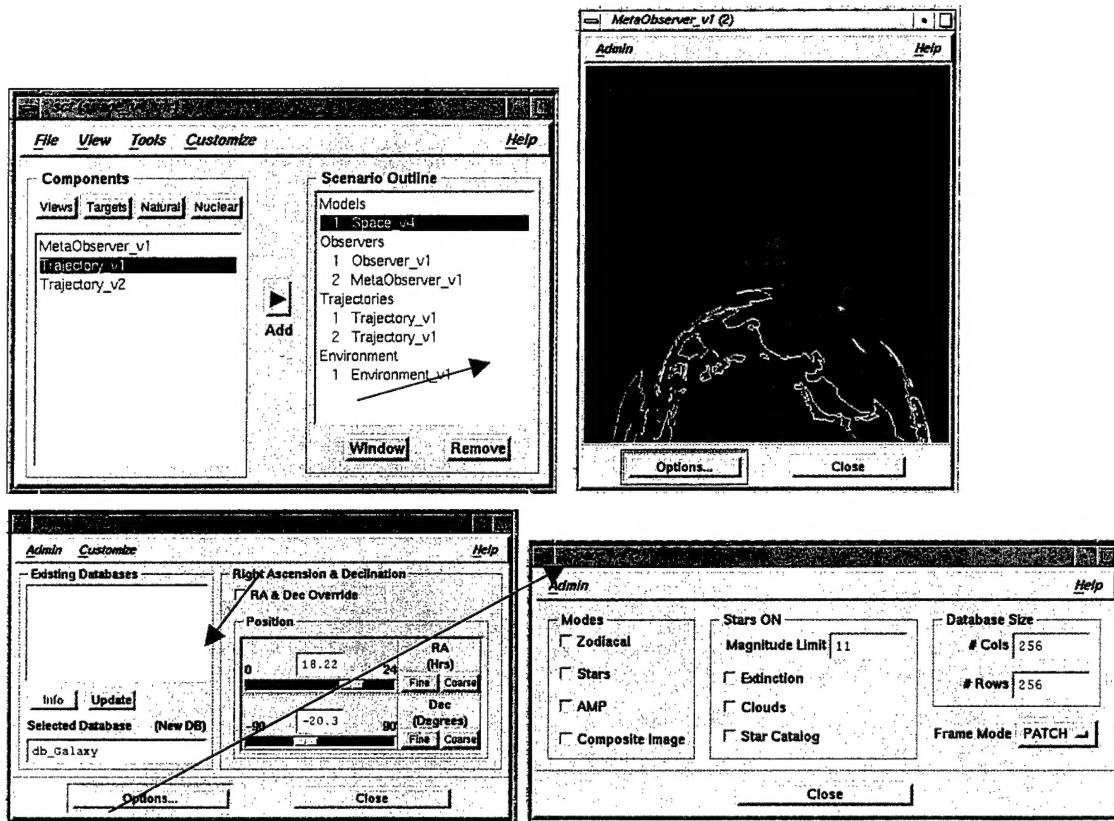 MetaObserver_v1 (2)
Admin Help
Options... Close
File View Tools Customize Help
Components
Views Targets Natural Nuclear
MetaObserver_v1
Trajectory_v1
Trajectory_v2
Add
Scenario Outline
Models
1 Space_v4
Observers
1 Observer_v1
2 MetaObserver_v1
Trajectories
1 Trajectory_v1
2 Trajectory_v1
Environment
1 Environment_v1
Window Remove
Admin Customize Help
Existing Databases
Info Update
Selected Database (New DB)
db_Galaxy
Right Ascension & Declination
RA & Dec Override
Position
0 18.22 24
RA
(Hrs)
Fine Coarse
-90 -20.3 90
Dec
(Degrees)
Fine Coarse
Options... Close
Admin Help
Modes
Zodiacal
Stars
AMP
Composite Image
Stars ON
Magnitude Limit 11
Extinction
Clouds
Star Catalog
Database Size
# Cols 256
# Rows 256
Frame Mode PATCH
Close